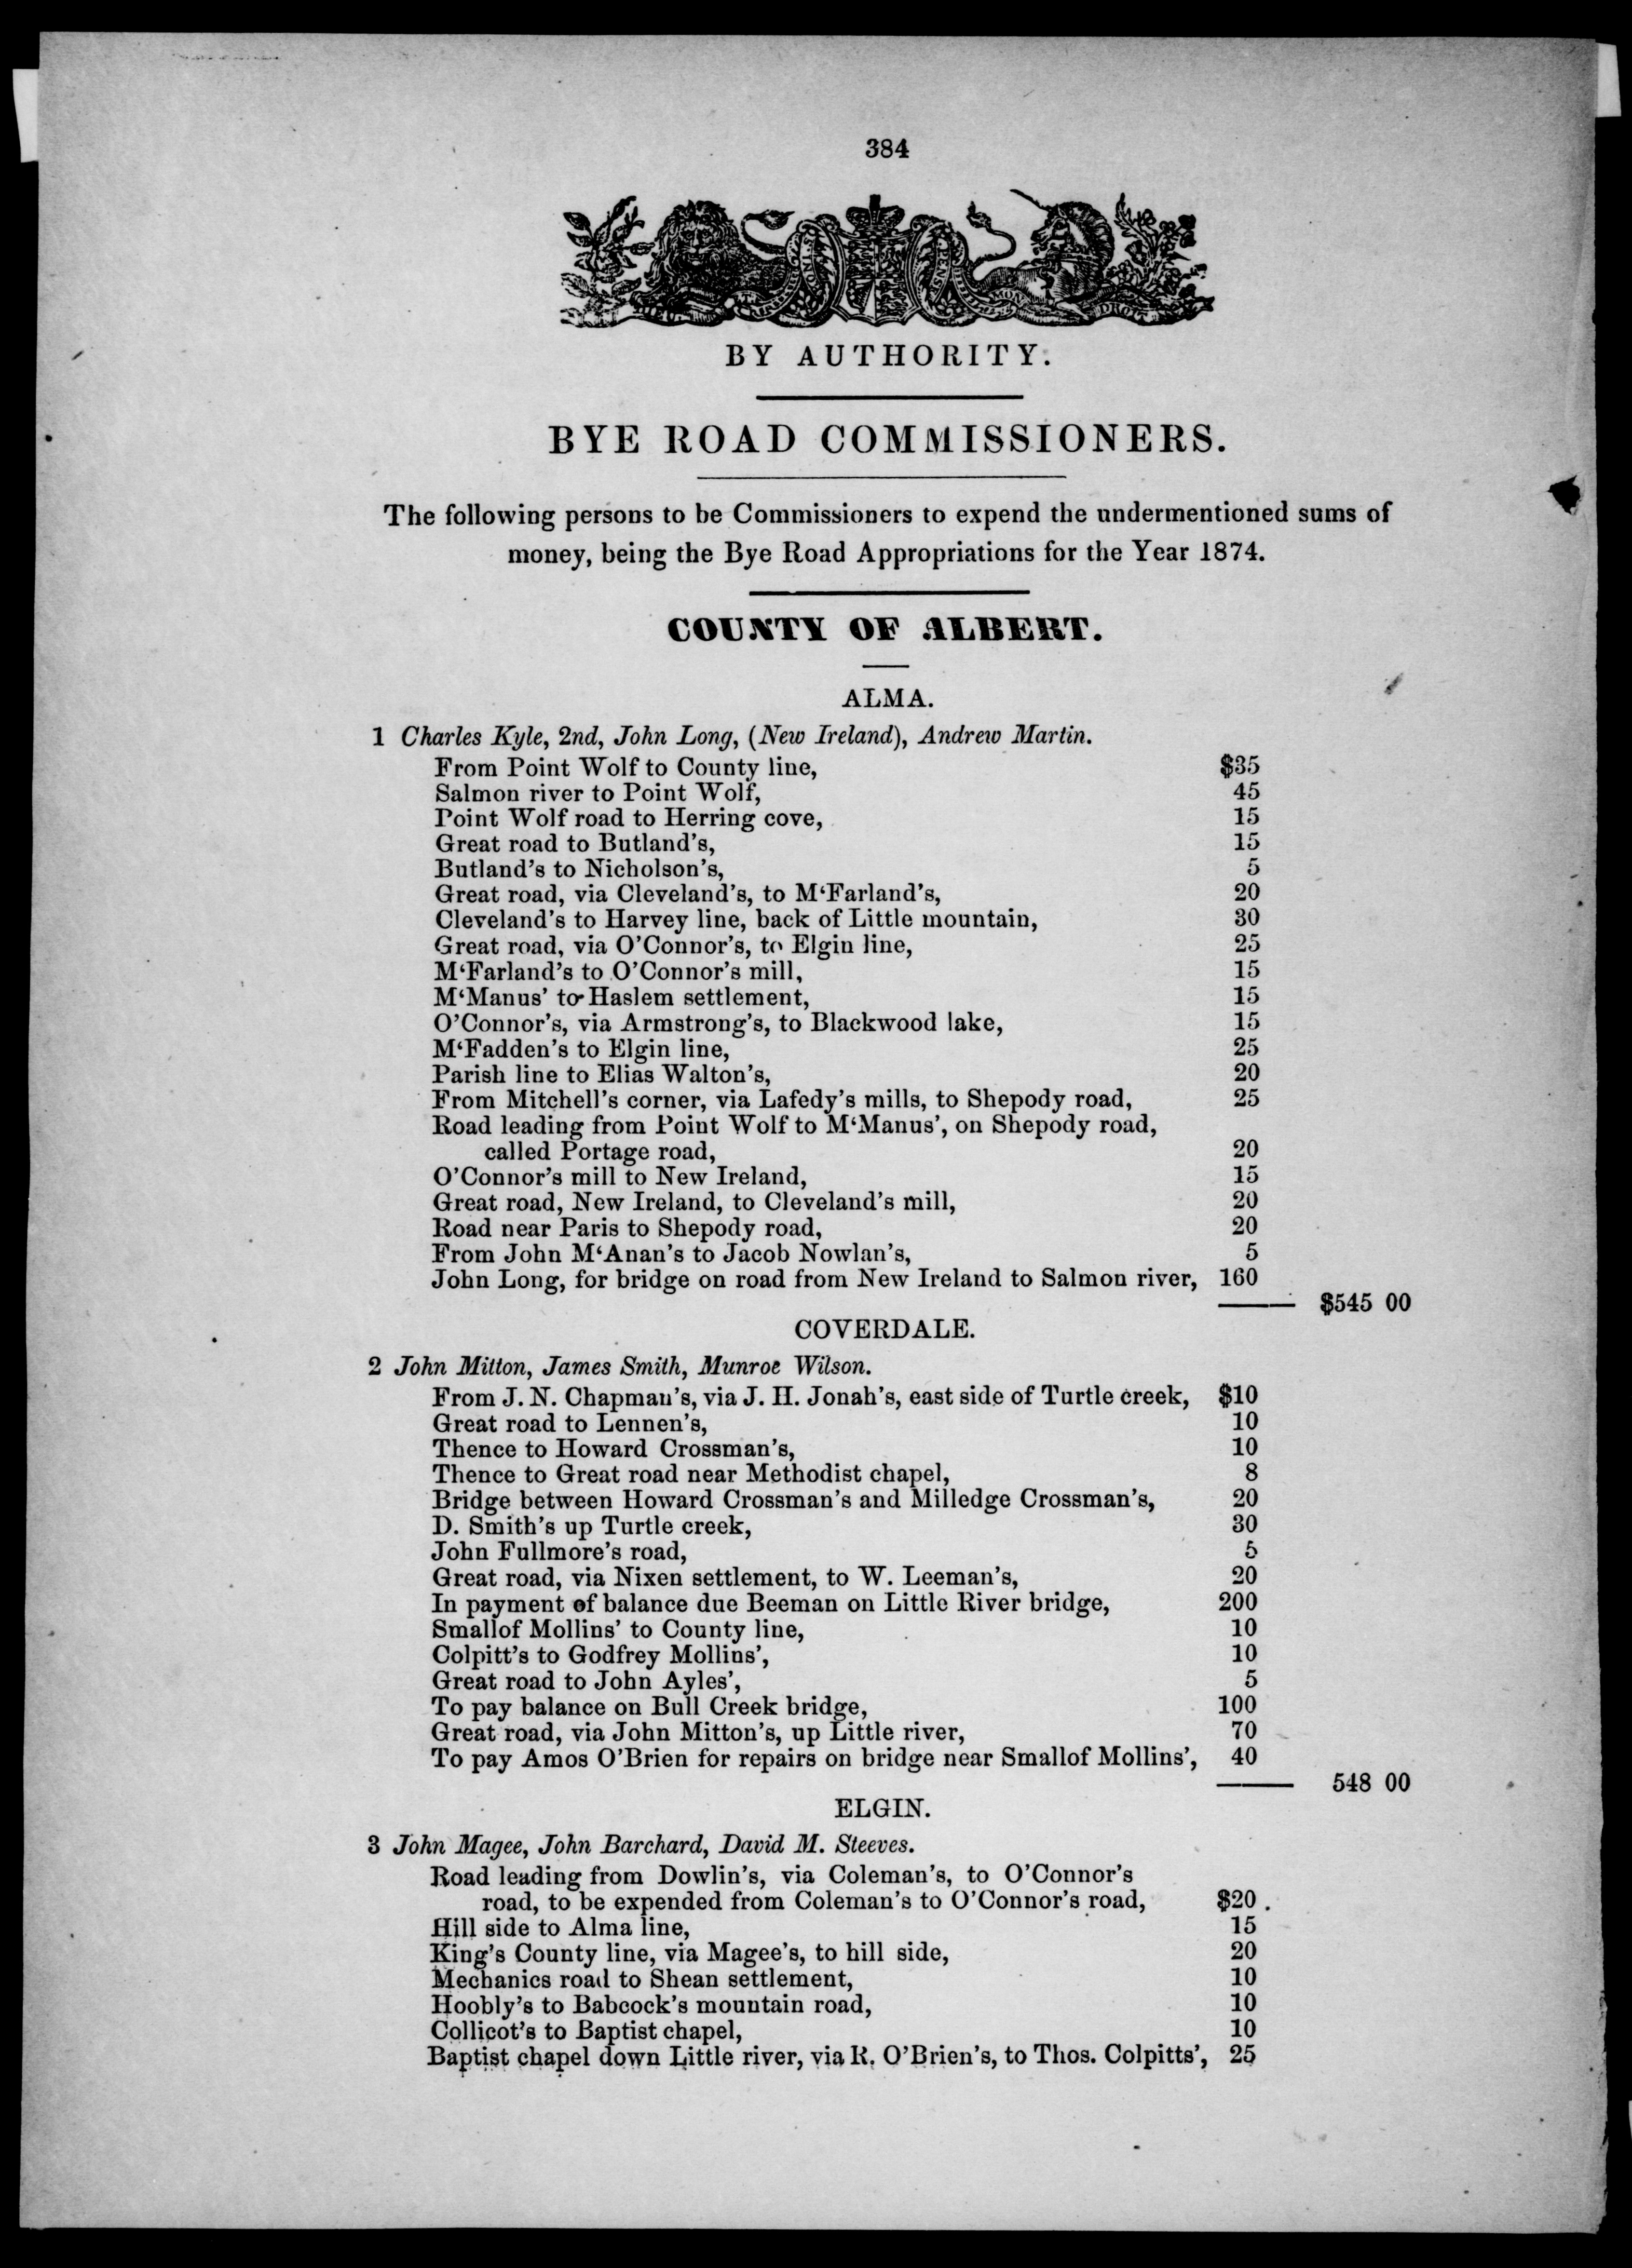 384
BY AUTHORITY.
BYE ROAD COMMISSIONERS.
The following persons to be Commissioners to expend the undermentioned sums of
money, being the Bye Road Appropriations for the Year 1874.
COUNTY OF ALBERT.
ALMA.
1 Charles Kyle, 2nd, John Long, (New Ireland), Andrew Martin.
From Point Wolf to County line, $35
Salmon river to Point Wolf, 45
Point Wolf road to Herring cove, 15
Great road to Butland's, 15
Butland's to Nicholson's, 5
Great road, via Cleveland's, to M'Farland's, 20
Cleveland's to Harvey line, back of Little mountain, 30
Great road, via O'Connor's, to Elgin line, 25
M'Farland's to O'Connor's mill, 15
M'Manus' to Haslem settlement, 15
O'Connor's, via Armstrong's, to Blackwood lake, 15
M'Fadden's to Elgin line, 25
Parish line to Elias Walton's, 20
From Mitchell's corner, via Lafedy's mills, to Shepody road, 25
Road leading from Point Wolf to M'Manus', on Shepody road,
called Portage road, 20
O'Connor's mill to New Ireland, 15
Great road, New Ireland, to Cleveland's mill, 20
Road near Paris to Shepody road, 20
From John M'Anan's to Jacob Nowlan's, 5
John Long, for bridge on road from New Ireland to Salmon river, 160
$545 00
COVERDALE.
2 John Mitton, James Smith, Munroe Wilson.
From J. N. Chapman's, via J. H. Jonah's, east side of Turtle creek, $10
Great road to Lennen's, 10
Thence to Howard Crossman's, 10
Thence to Great road near Methodist chapel, 8
Bridge between Howard Crossman's and Milledge Crossman's, 20
D. Smith's up Turtle creek, 30
John Fullmore's road, 5
Great road, via Nixen settlement, to W. Leeman's, 20
In payment of balance due Beeman on Little River bridge, 200
Smallof Mollins' to County line, 10
Colpitt's to Godfrey Mollins', 10
Great road to John Ayles', 5
To pay balance on Bull Creek bridge, 100
Great road, via John Mitton's, up Little river, 70
To pay Amos O'Brien for repairs on bridge near Smallof Mollins', 40
548 00
ELGIN.
3 John Magee, John Barchard, David M. Steeves.
Road leading from Dowlin's, via Coleman's, to O'Connor's
road, to be expended from Coleman's to O'Connor's road, $20
Hill side to Alma line, 15
King's County line, via Magee's, to hill side, 20
Mechanics road to Shean settlement, 10
Hoobly's to Babcock's mountain road, 10
Collicot's to Baptist chapel, 10
Baptist chapel down Little river, via R. O'Brien's, to Thos. Colpitts', 25